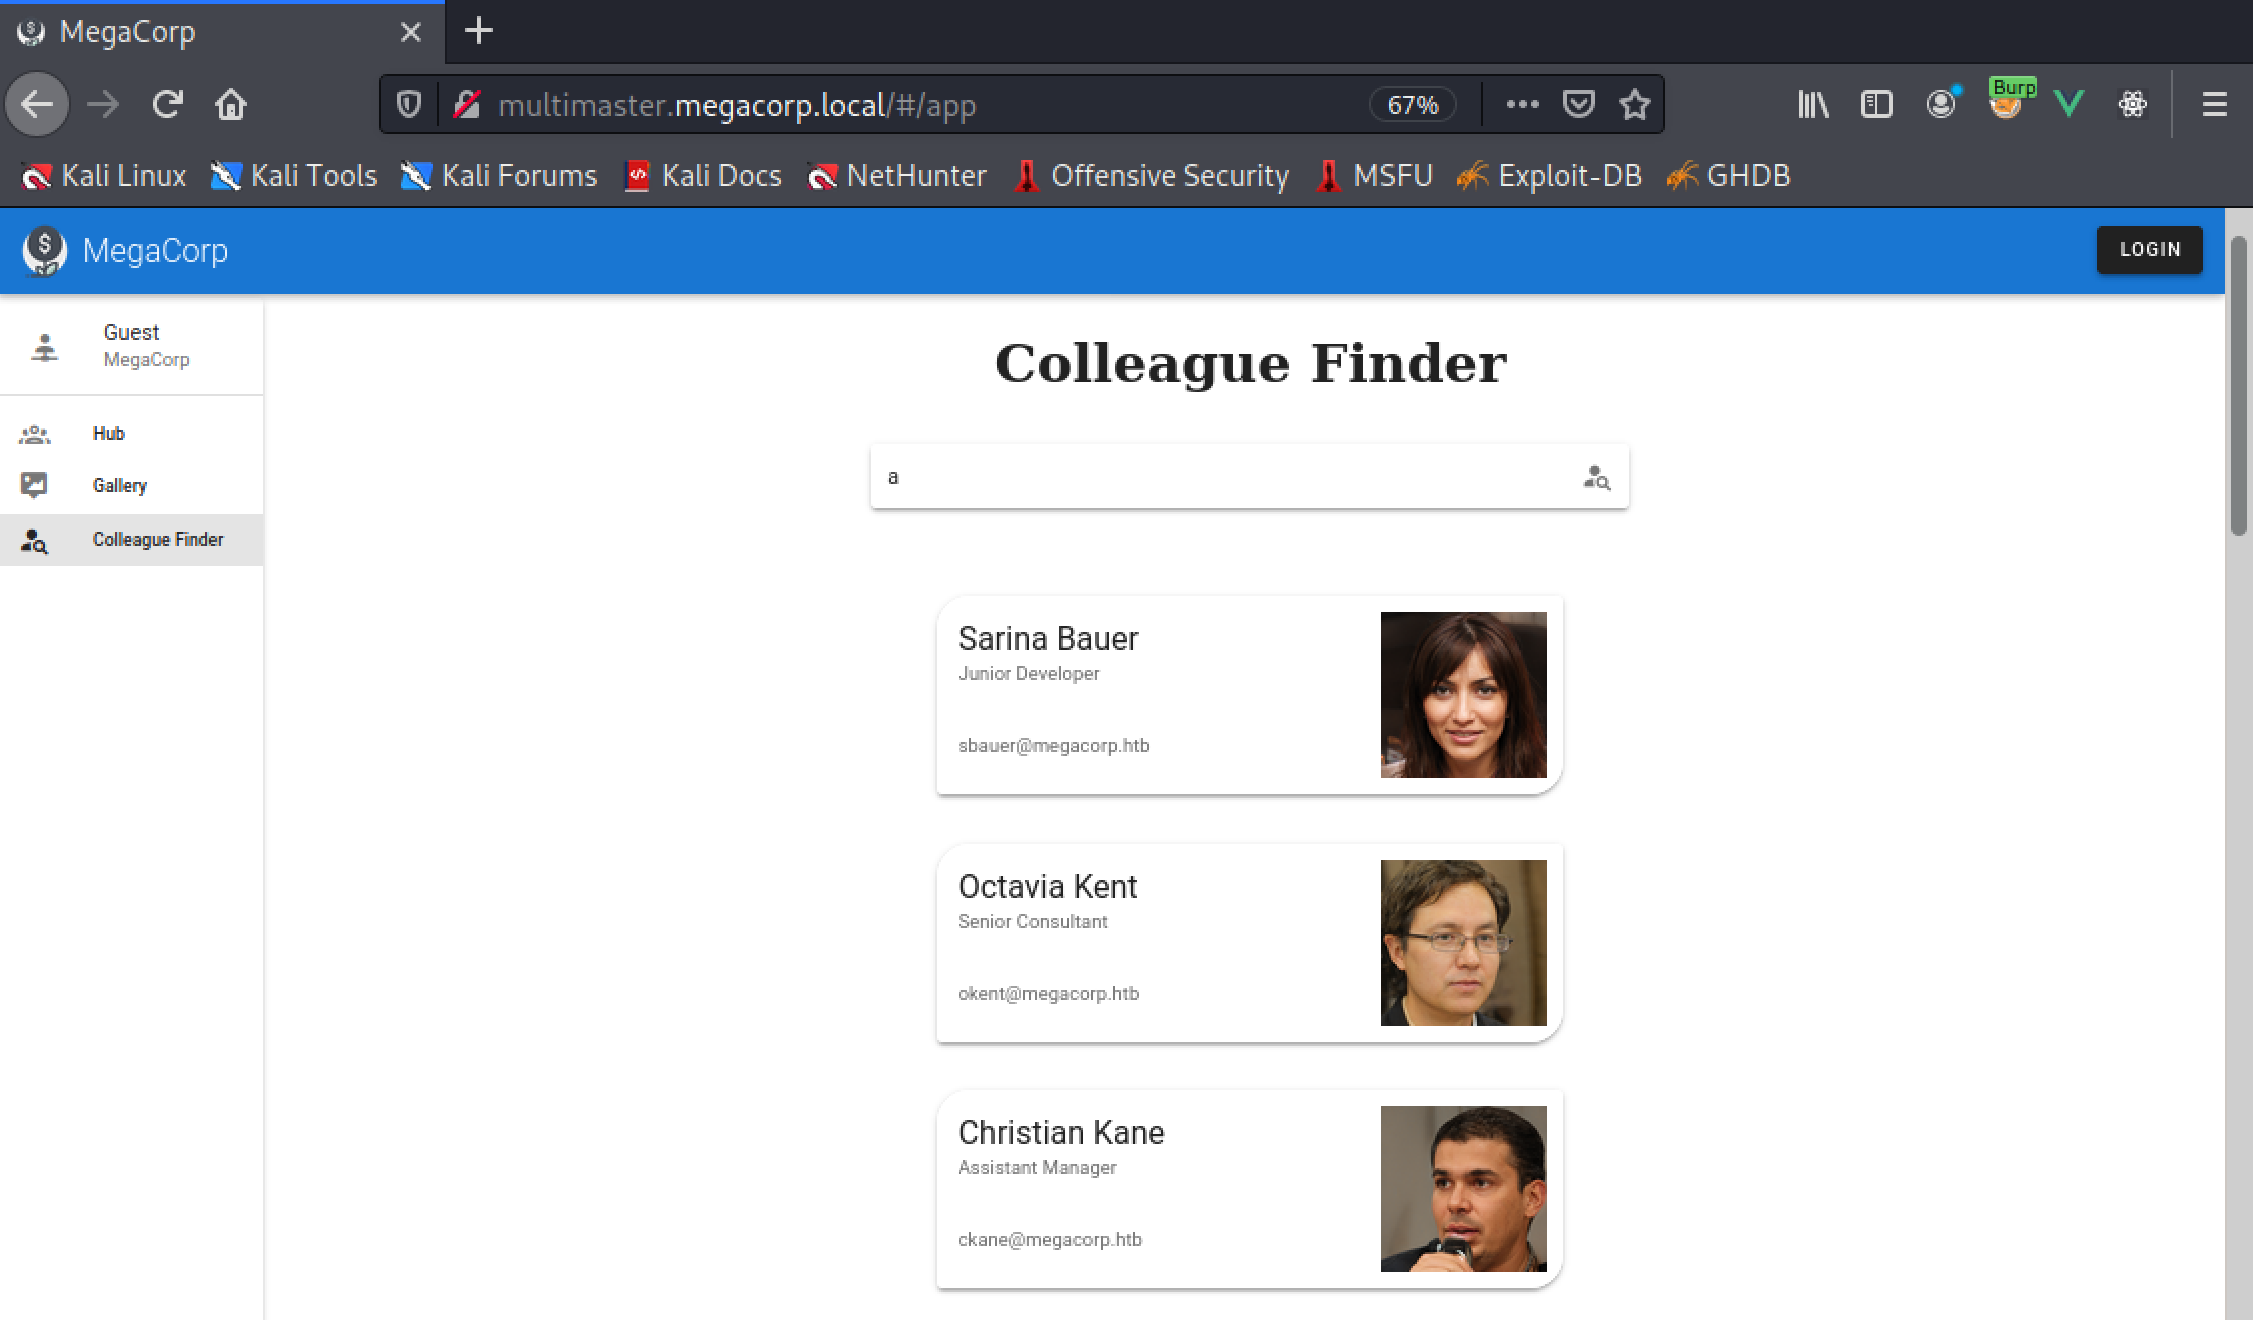 MegaCorp
multimaster.megacorp.local/#/app 67% Burp
Kali Linux Kali Tools Kali Forums Kali Docs NetHunter Offensive Security MSFU Exploit-DB GHDB
MegaCorp LOGIN
Guest
MegaCorp
Hub
Gallery
Colleague Finder
Colleague Finder
a
Sarina Bauer
Junior Developer
sbauer@megacorp.htb
Octavia Kent
Senior Consultant
okent@megacorp.htb
Christian Kane
Assistant Manager
ckane@megacorp.htb